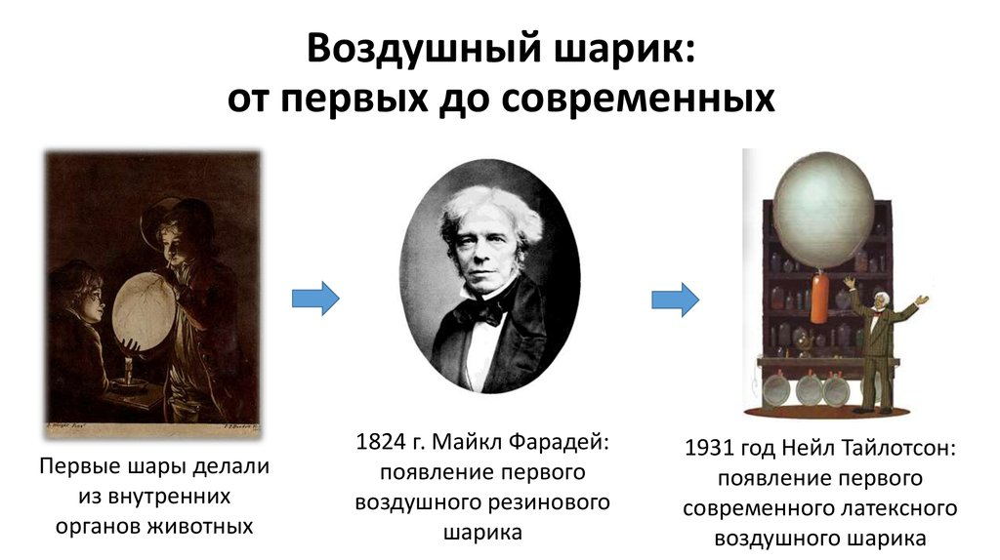 Воздушный шарик:
от первых до современных
Первые шары делали
из внутренних
органов животных
1824 г. Майкл Фарадей:
появление первого
воздушного резинового
шарика
1931 год Нейл Тайлотсон:
появление первого
современного латексного
воздушного шарика